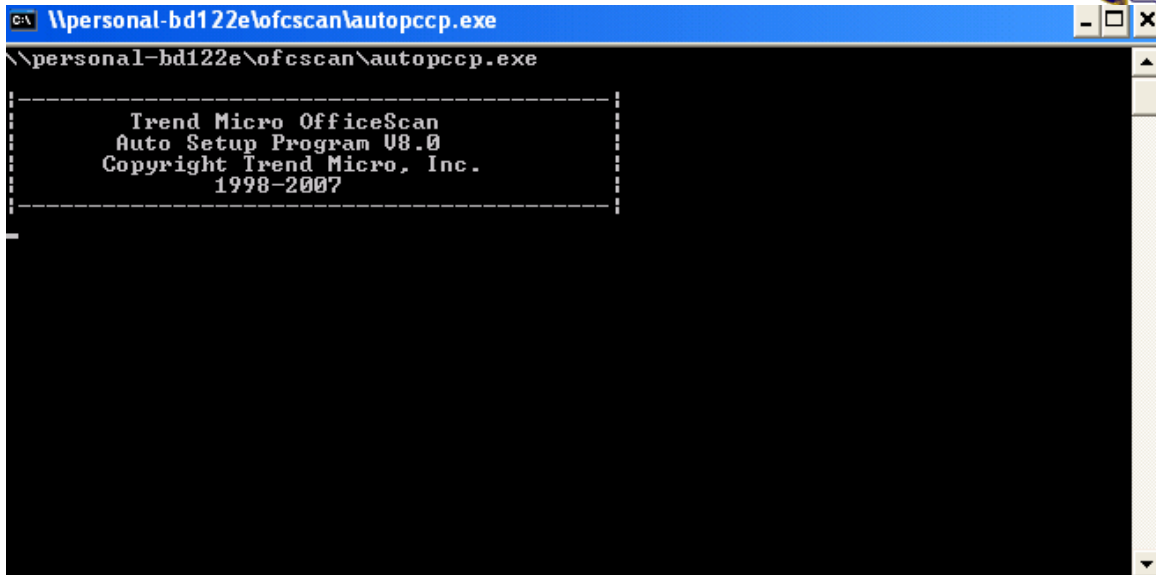 \\personal-bd122e\ofcscan\autopccp.exe
\\personal-bd122e\ofcscan\autopccp.exe
Trend Micro OfficeScan
Auto Setup Program V8.0
Copyright Trend Micro, Inc.
1998-2007